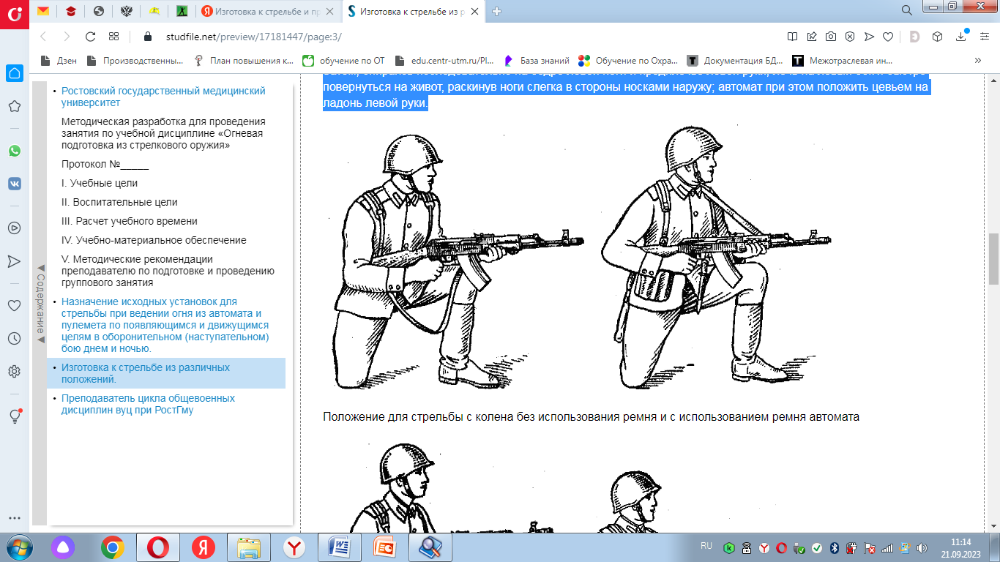 Изготовка к стрельбе и п
Изготовка к стрельбе из р
studfile.net/preview/17181447/page:3/
Дзен
Производственны...
План повышения к...
обучение по ОТ
edu.centr-utm.ru/Pl...
База знаний
Обучение по Охра...
Документация БД...
Межотраслевая ин...
»
Содержание
Ростовский государственный медицинский
университет
Методическая разработка для проведения
занятия по учебной дисциплине «Огневая
подготовка из стрелкового оружия»
Протокол №_____
I. Учебные цели
II. Воспитательные цели
III. Расчет учебного времени
IV. Учебно-материальное обеспечение
V. Методические рекомендации
преподавателю по подготовке и проведению
группового занятия
Назначение исходных установок для
стрельбы при ведении огня из автомата и
пулемета по появляющимся и движущимся
целям в оборонительном (наступательном)
бою днем и ночью.
Изготовка к стрельбе из различных
положений.
Преподаватель цикла общевоенных
дисциплин вуц при РостГму
повернуться на живот, раскинув ноги слегка в стороны носками наружу; автомат при этом положить цевьем на
ладонь левой руки.
Положение для стрельбы с колена без использования ремня и с использованием ремня автомата
RU
11:14
21.09.2023